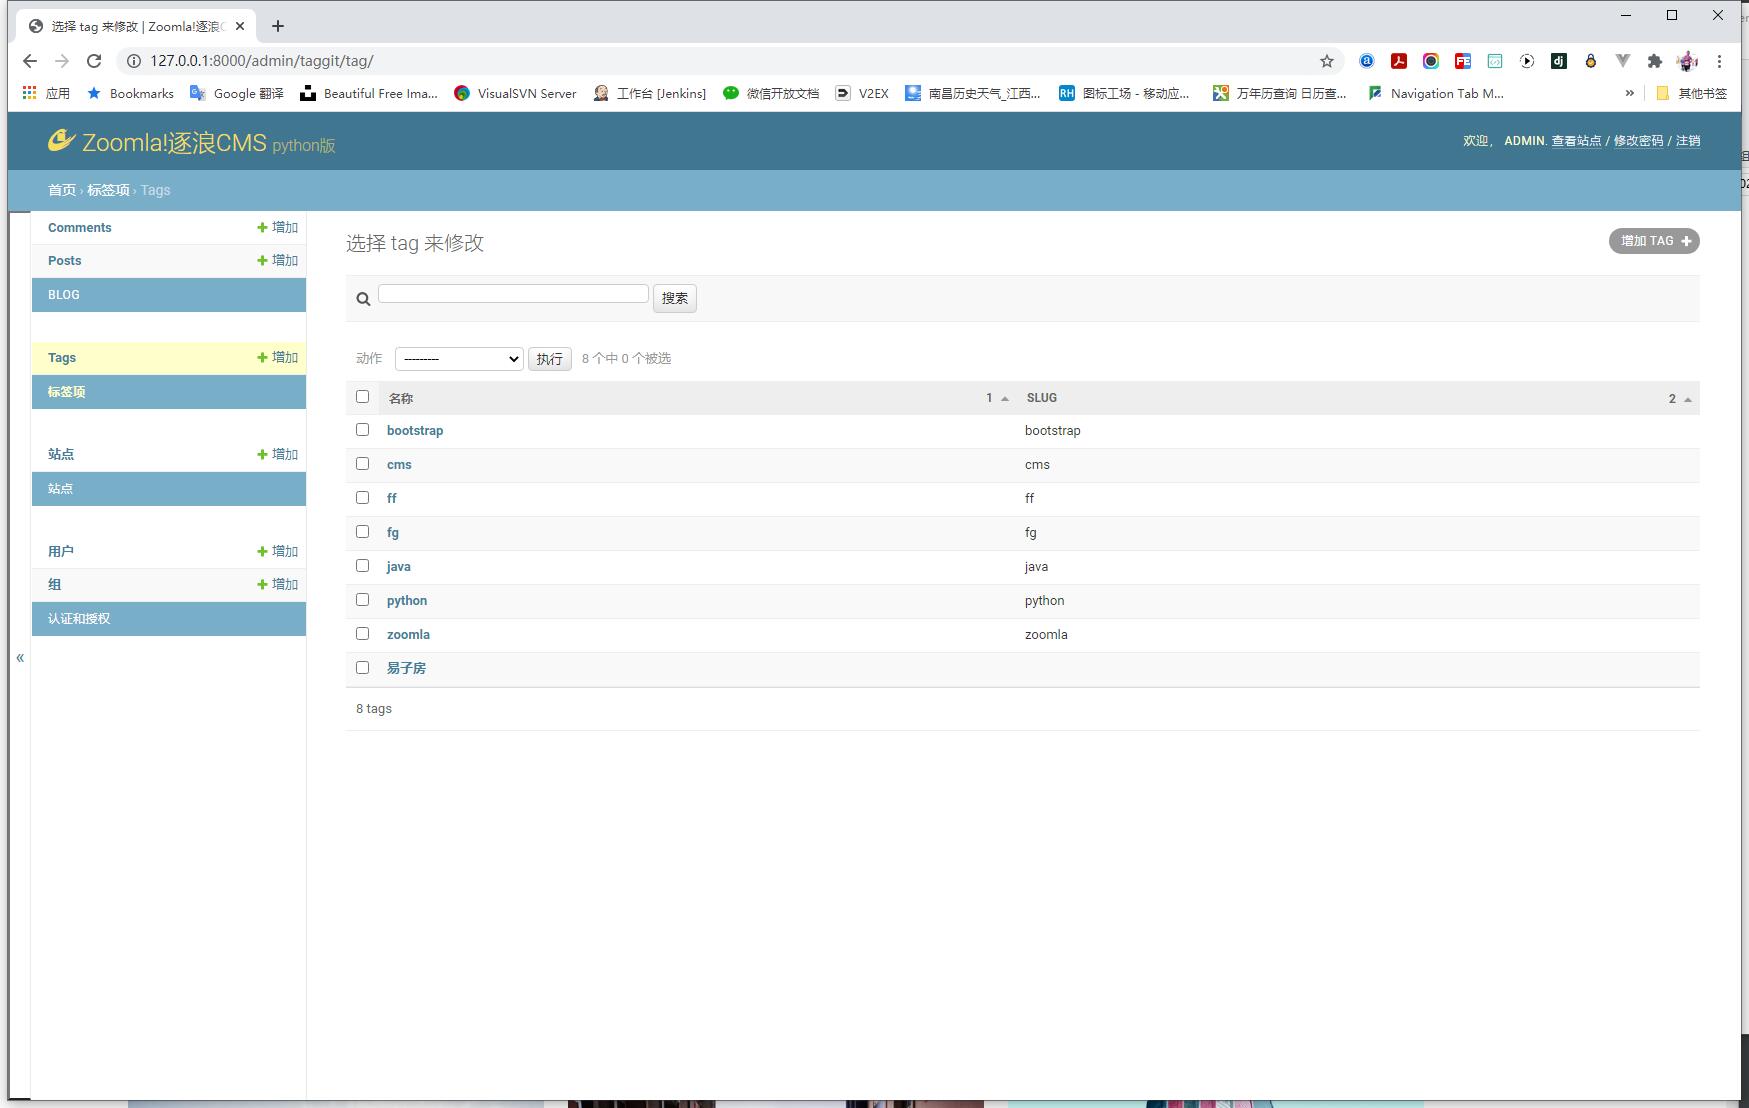 选择 tag 来修改 | Zoomla!逐浪C
127.0.0.1:8000/admin/taggit/tag/
应用 Bookmarks Google 翻译 Beautiful Free Ima... VisualSVN Server 工作台 [Jenkins] 微信开放文档 V2EX 南昌历史天气_江西... RH 图标工场 - 移动应... 万年历查询 日历查... Navigation Tab M... » 其他书签
Zoomla!逐浪CMS python版
欢迎， ADMIN. 查看站点 / 修改密码 / 注销
首页 › 标签项 › Tags
Comments 增加
Posts 增加
BLOG
Tags 增加
标签项
站点 增加
站点
用户 增加
组 增加
认证和授权
«
选择 tag 来修改
增加 TAG
搜索
动作 --------- 执行 8 个中 0 个被选
名称 1 SLUG 2
bootstrap bootstrap
cms cms
ff ff
fg fg
java java
python python
zoomla zoomla
易子房
8 tags